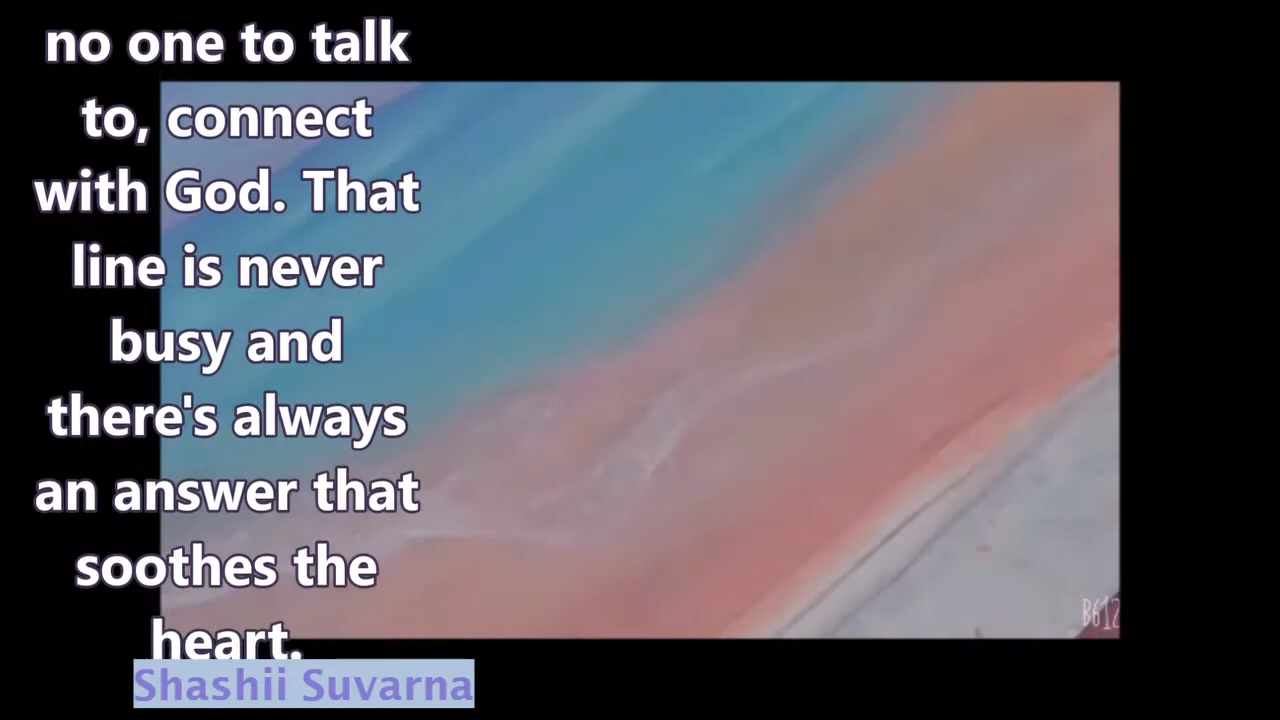 no one to talk
to, connect
with God. That
line is never
busy and
there's always
an answer that
soothes the
heart.
Shashii Suvarna
B612